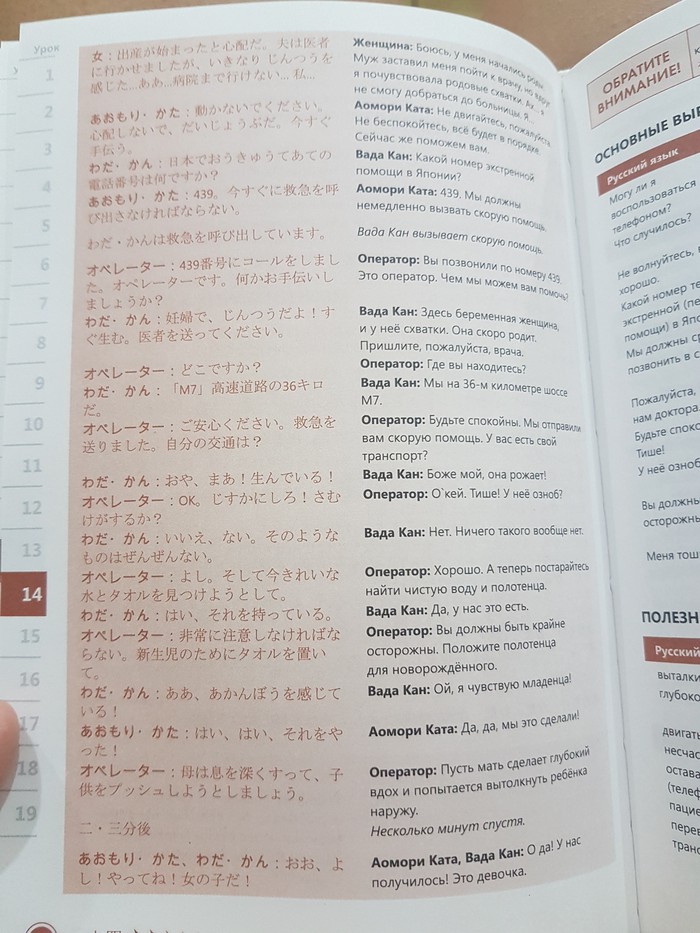 Урок
1
2
3
4
5
6
7
8
9
10
11
12
13
14
15
16
17
18
19
女：出産が始まったと心配だ。夫は医者
に行かせましたが、いきなり じんつうを
感じた…ああ…病院まで行けない… 私…
あおもり・かた：動かないでください。
心配しないで、だいじょうぶだ。今すぐ
手伝う。
わだ・かん：日本でおうきゅうてあての
電話番号は何ですか？
あおもり・かた：439。今すぐに救急を呼
び出さなければならない。
わだ・かんは救急を呼び出しています。
オペレーター：439番号にコールをしまし
た。オペレーターです。何かお手伝いし
ましょうか？
わだ・かん：妊婦で、じんつうだよ！す
ぐ生む。医者を送ってください。
オペレーター：どこですか？
わだ・かん：「M7」高速道路の36キロ
だ。
オペレーター：ご安心ください。救急を
送りました。自分の交通は？
わだ・かん：おや、まあ！生んでいる！
オペレーター：OK。じすかにしろ！さむ
けがするか？
わだ・かん：いいえ、ない。そのような
ものはぜんぜんない。
オペレーター：よし。そして今きれいな
水とタオルを見つけようとして。
わだ・かん：はい、それを持っている。
オペレーター：非常に注意しなければな
らない。新生児のためにタオルを置い
て。
わだ・かん：ああ、あかんぼうを感じて
いる！
あおもり・かた：はい、はい、それをや
った！
オペレーター：母は息を深くすって、子
供をプッシュしようとしましょう。
二・三分後
あおもり・かた、わだ・かん：おお、よ
し！やってね！女の子だ！
Женщина: Боюсь, у меня начались роды.
Муж заставил меня пойти к врачу, но вдруг
я почувствовала родовые схватки. Ах... я
не смогу добраться до больницы. Я...
Аомори Ката: Не двигайтесь, пожалуйста.
Не беспокойтесь, всё будет в порядке.
Сейчас же поможем вам.
Вада Кан: Какой номер экстренной
помощи в Японии?
Аомори Ката: 439. Мы должны
немедленно вызвать скорую помощь.
Вада Кан вызывает скорую помощь.
Оператор: Вы позвонили по номеру 439.
Это оператор. Чем мы можем вам помочь?
Вада Кан: Здесь беременная женщина,
и у неё схватки. Она скоро родит.
Пришлите, пожалуйста, врача.
Оператор: Где вы находитесь?
Вада Кан: Мы на 36-м километре шоссе
М7.
Оператор: Будьте спокойны. Мы отправили
вам скорую помощь. У вас есть свой
транспорт?
Вада Кан: Боже мой, она рожает!
Оператор: О`кей. Тише! У неё озноб?
Вада Кан: Нет. Ничего такого вообще нет.
Оператор: Хорошо. А теперь постарайтесь
найти чистую воду и полотенца.
Вада Кан: Да, у нас это есть.
Оператор: Вы должны быть крайне
осторожны. Положите полотенца
для новорождённого.
Вада Кан: Ой, я чувствую младенца!
Аомори Ката: Да, да, мы это сделали!
Оператор: Пусть мать сделает глубокий
вдох и попытается вытолкнуть ребёнка
наружу.
Несколько минут спустя.
Аомори Ката, Вада Кан: О да! У нас
получилось! Это девочка.
ОБРАТИТЕ
ВНИМАНИЕ!
ОСНОВНЫЕ ВЫ
Русский язык
Могу ли я
воспользоваться
телефоном?
Что случилось?
Не волнуйтесь,
хорошо.
Какой номер те
экстренной (пе
помощи) в Япо
Мы должны ср
позвонить в с
Пожалуйста,
нам доктора.
Будьте споко
Тише!
У неё озноб
Вы должны
осторожны
Меня тош
ПОЛЕЗН
Русский
выталки
глубоко
двигать
несчас
остава
(телеф
пацие
перев
транс